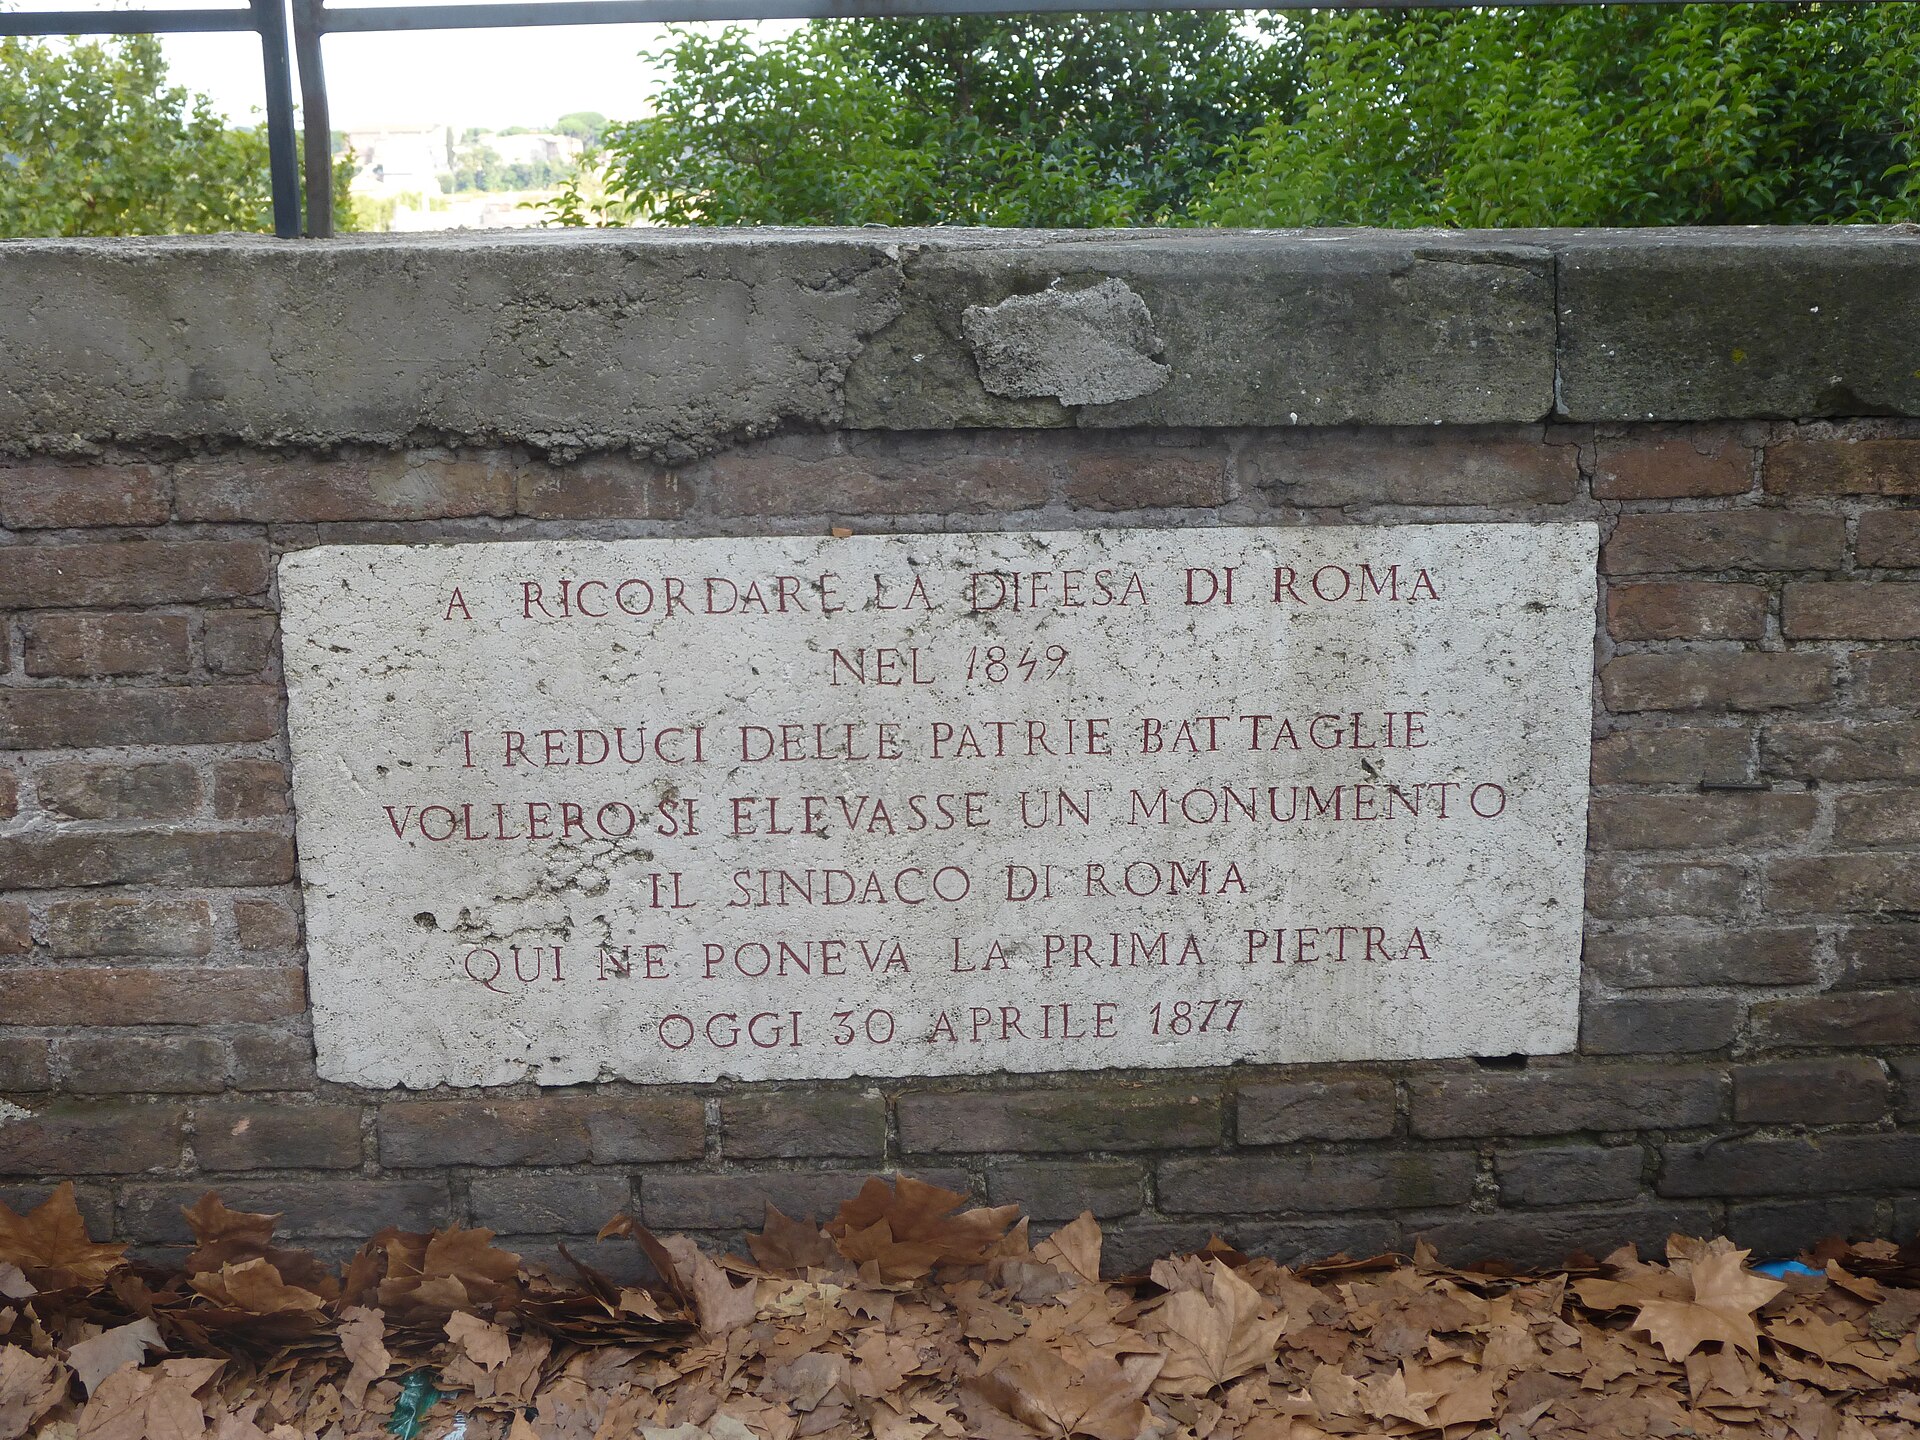 A RICORDARE LA DIFESA DI ROMA
NEL 1849
I REDUCI DELLE PATRIE BATTAGLIE
VOLLERO SI ELEVASSE UN MONUMENTO
IL SINDACO DI ROMA
QUI NE PONEVA LA PRIMA PIETRA
OGGI 30 APRILE 1877